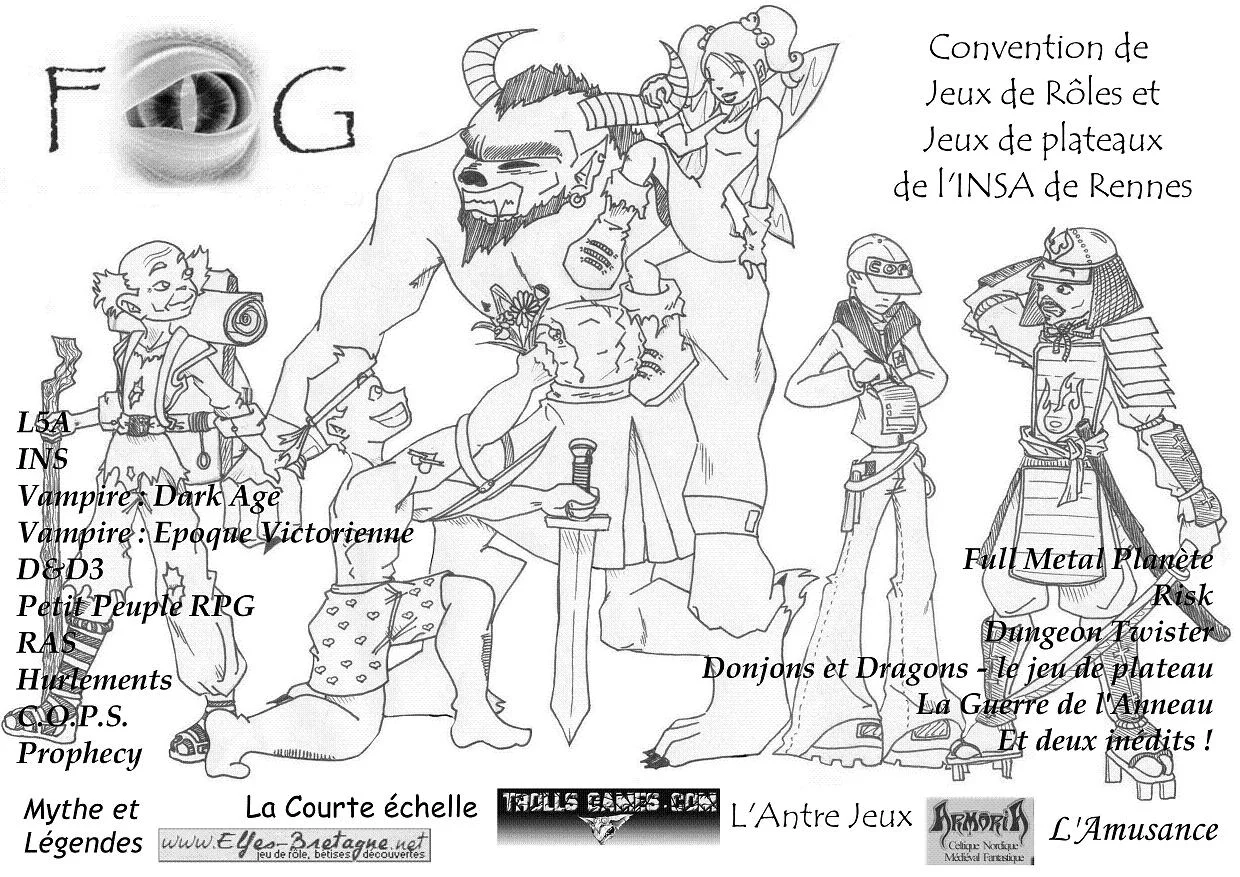 FOG
Convention de
Jeux de Rôles et
Jeux de plateaux
de l'INSA de Rennes
COP
L5A
INS
Vampire : Dark Age
Vampire : Epoque Victorienne
D&D3
Petit Peuple RPG
RAS
Hurlements
C.O.P.S.
Prophecy
Full Metal Planète
Risk
Dungeon Twister
Donjons et Dragons - le jeu de plateau
La Guerre de l'Anneau
Et deux inédits !
Mythe et
Légendes
La Courte échelle
www.Elfes-Bretagne.net
jeu de rôle, bêtises découvertes
TROLLS GAMES.COM
L'Antre Jeux
ARMORIA
Celtique Nordique
Médiéval Fantastique
L'Amusance